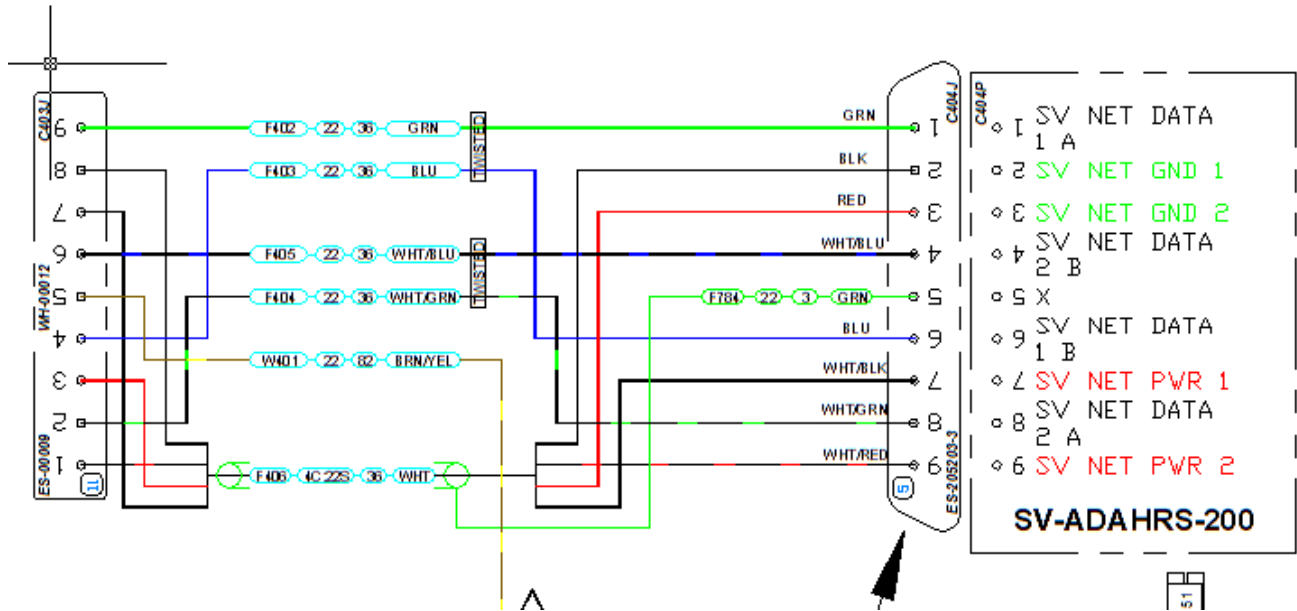 C403J
WH-00012
ES-00009
9
8
7
6
5
4
3
2
1
11
F402 22 36 GRN
F403 22 36 BLU
TWISTED
F405 22 36 WHT/BLU
F404 22 36 WHT/GRN
TWISTED
W401 22 82 BRN/YEL
F406 4C 22S 36 WHT
F784 22 3 GRN
GRN
BLK
RED
WHT/BLU
BLU
WHT/BLK
WHT/GRN
WHT/RED
C404J
ES-205203-3
1
2
3
4
5
6
7
8
9
5
C404P
1 SV NET DATA
1 A
2 SV NET GND 1
3 SV NET GND 2
4 SV NET DATA
2 B
5 X
6 SV NET DATA
1 B
7 SV NET PWR 1
8 SV NET DATA
2 A
9 SV NET PWR 2
SV-ADAHRS-200
51